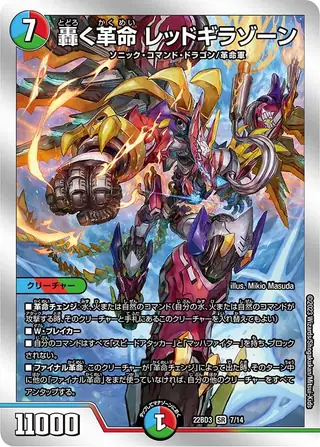 7
轟く革命 レッドギラゾーン
とどろ かくめい
ソニック・コマンド・ドラゴン/革命軍
illus. Mikio Masuda
クリーチャー
■革命チェンジ:水、火または自然のコマンド(自分の水、火または自然のコマンドが
攻撃する時、そのクリーチャーと手札にあるこのクリーチャーを入れ替えてもよい)
■W・ブレイカー
■自分のコマンドはすべて「スピードアタッカー」と「マッハファイター」を持ち、ブロック
されない。
■ファイナル革命:このクリーチャーが「革命チェンジ」によって出た時、そのターン中
に他の「ファイナル革命」をまだ使っていなければ、自分の他のクリーチャーをすべて
アンタップする。
11000
1
22BD3 SR 7/14